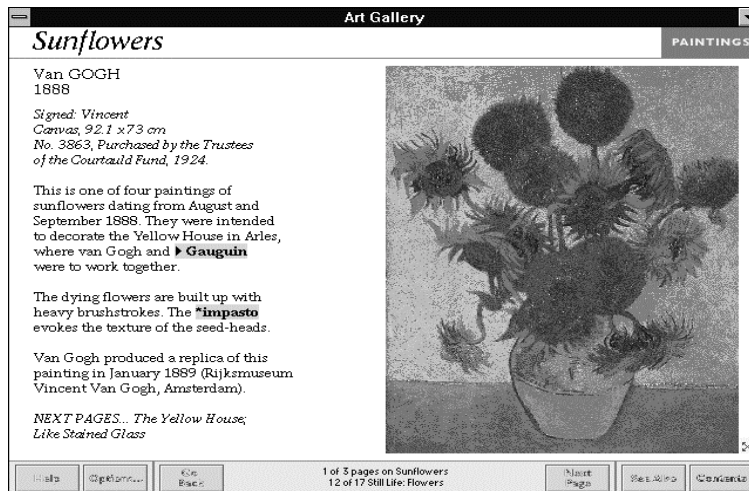 Art Gallery
Sunflowers
PAINTINGS
Van GOGH
1888
Signed: Vincent
Canvas, 92.1 x 73 cm
No. 3863, Purchased by the Trustees
of the Courtauld Fund, 1924.
This is one of four paintings of
sunflowers dating from August and
September 1888. They were intended
to decorate the Yellow House in Arles,
where van Gogh and ▶ Gauguin
were to work together.
The dying flowers are built up with
heavy brushstrokes. The *impasto
evokes the texture of the seed-heads.
Van Gogh produced a replica of this
painting in January 1889 (Rijksmuseum
Vincent Van Gogh, Amsterdam).
NEXT PAGES... The Yellow House;
Like Stained Glass
Help
Options...
Go
Back
1 of 3 pages on Sunflowers
12 of 17 Still Life: Flowers
Next
Page
See Also
Contents